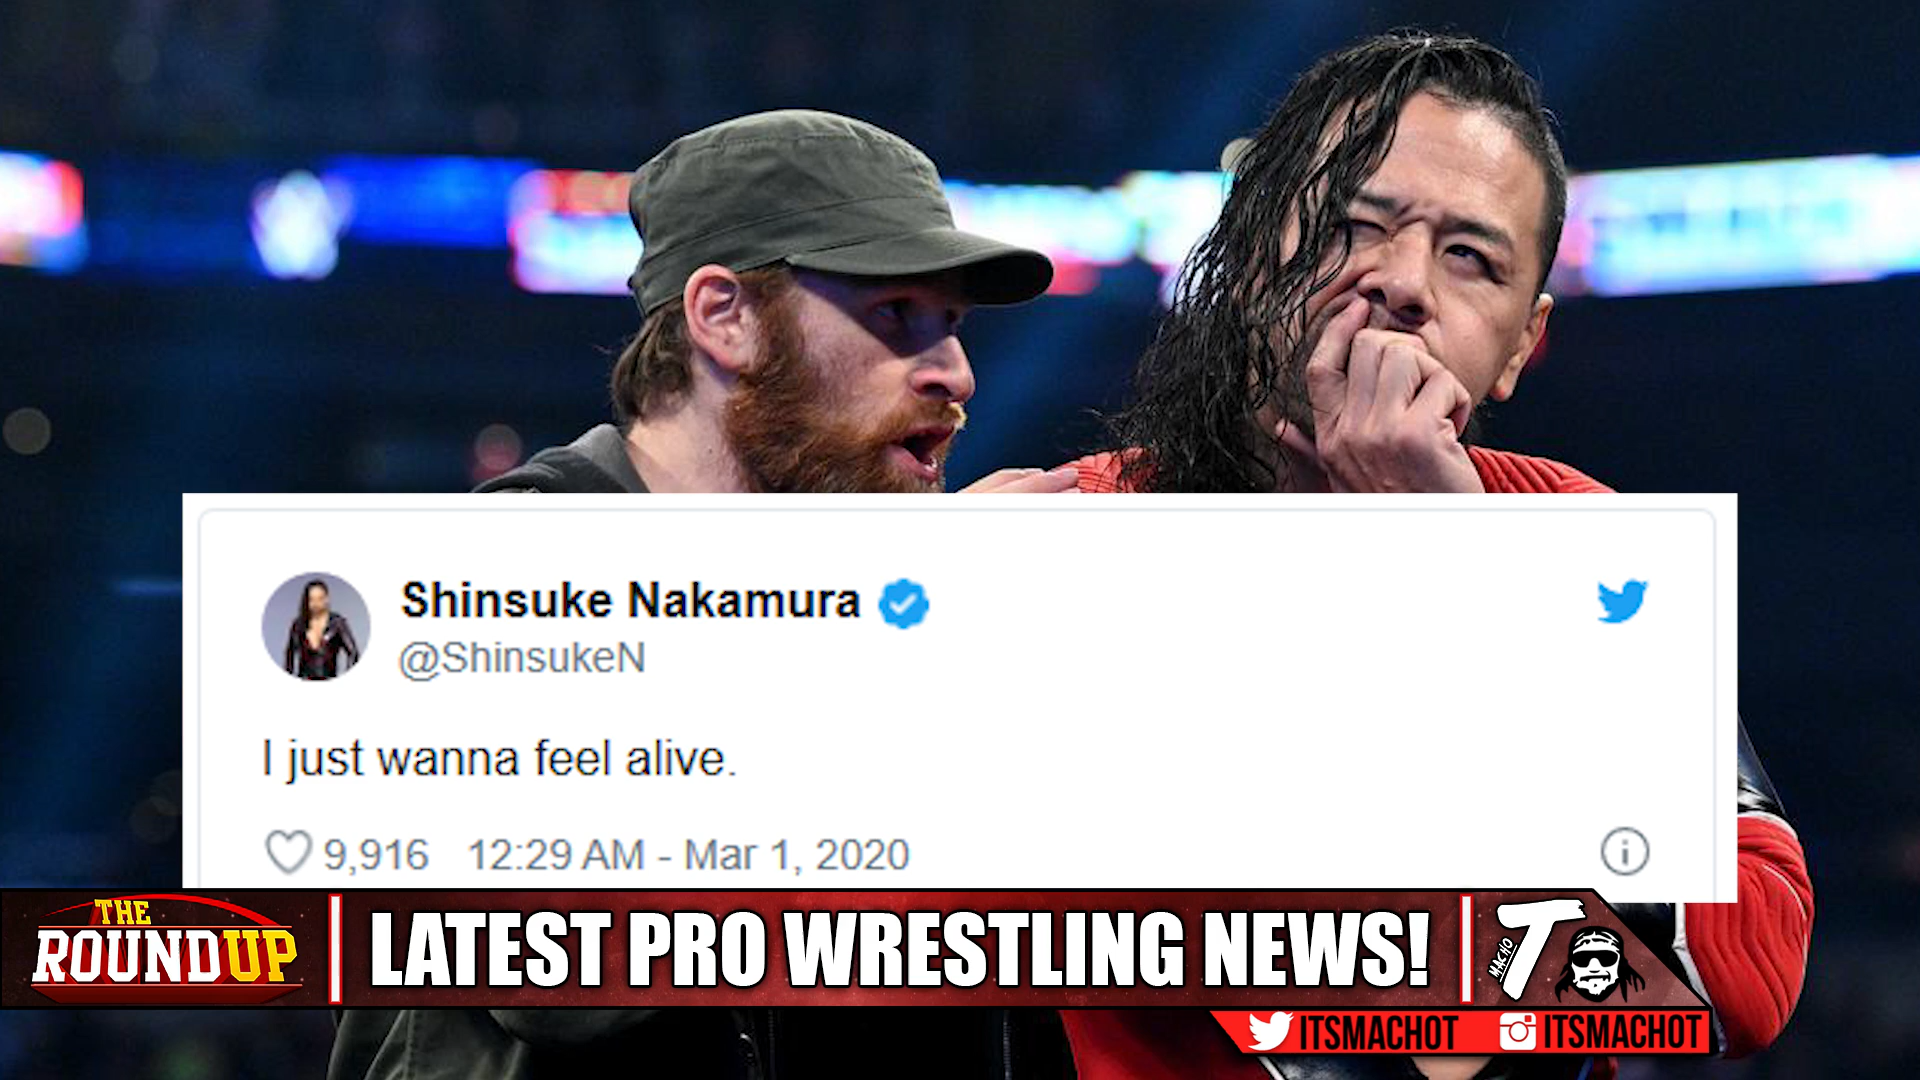 Shinsuke Nakamura
@ShinsukeN
I just wanna feel alive.
9,916 12:29 AM - Mar 1, 2020
THE
ROUNDUP
LATEST PRO WRESTLING NEWS!
MACHO T
ITSMACHOT ITSMACHOT